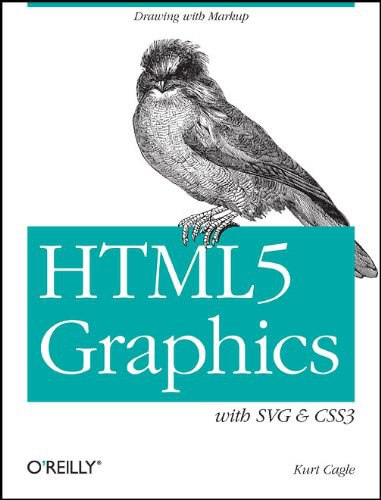 Drawing with Markup
HTML5
Graphics
with SVG & CSS3
O'REILLY®
Kurt Cagle